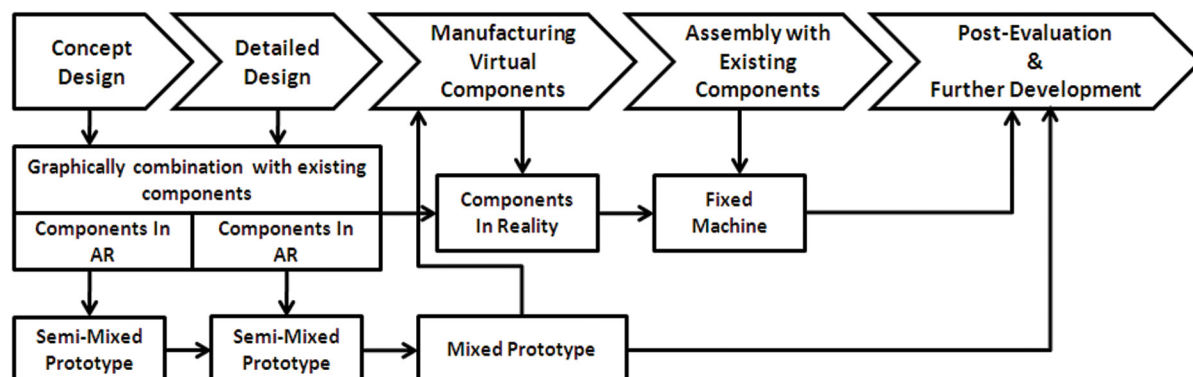 Concept
Design
Detailed
Design
Manufacturing
Virtual
Components
Assembly with
Existing
Components
Post-Evaluation
&
Further Development
Graphically combination with existing
components
Components In
AR
Components In
AR
Components
In Reality
Fixed
Machine
Semi-Mixed
Prototype
Semi-Mixed
Prototype
Mixed Prototype